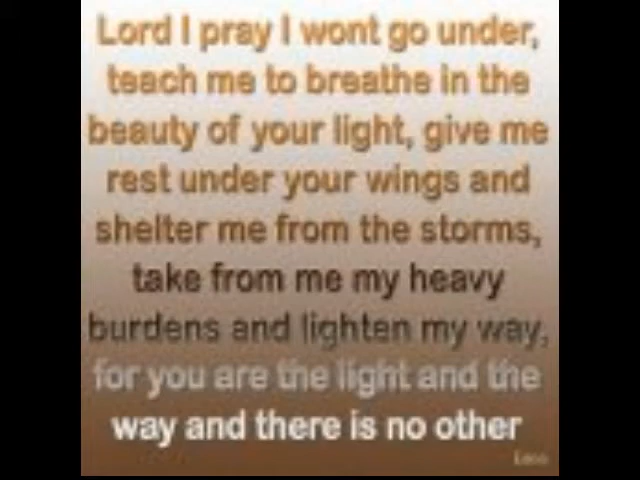 Lord I pray I wont go under,
teach me to breathe in the
beauty of your light, give me
rest under your wings and
shelter me from the storms,
take from me my heavy
burdens and lighten my way,
for you are the light and the
way and there is no other